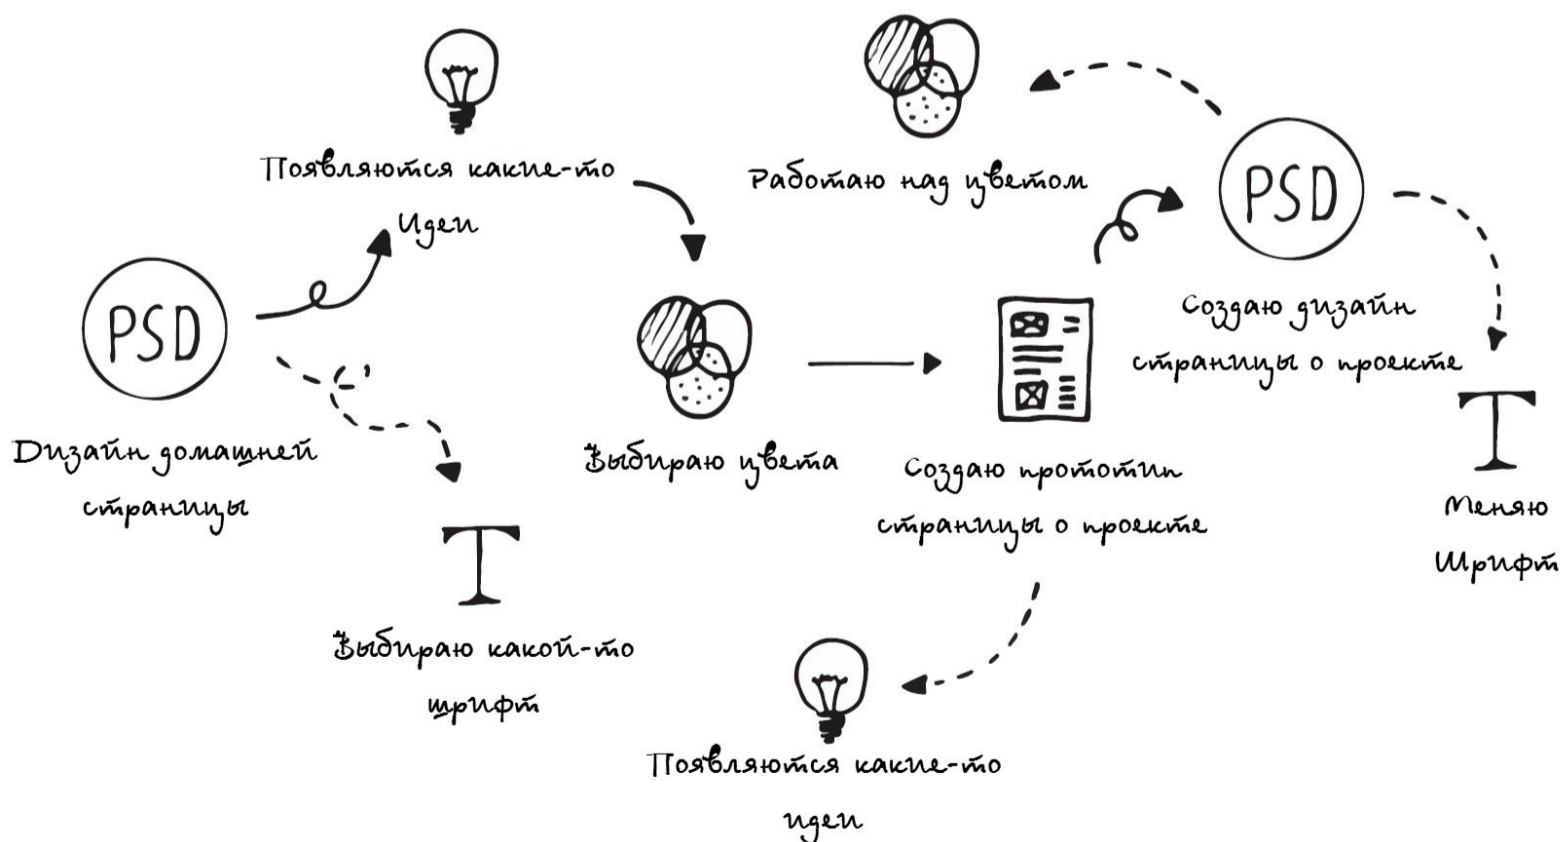 Появляются какие-то
Идеи
PSD
Дизайн домашней
страницы
Выбираю какой-то
шрифт
Выбираю цвета
Работаю над цветом
Создаю прототип
страницы о проекте
Появляются какие-то
идеи
PSD
Создаю дизайн
страницы о проекте
T
Меняю
Шрифт
T